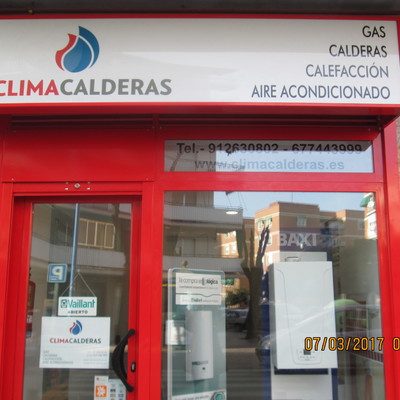 GAS
CALDERAS
CALEFACCIÓN
AIRE ACONDICIONADO
CLIMACALDERAS
Tel.- 912630802 - 677443999
www.climacalderas.es
BAXI
P
Vaillant
ABIERTO
CLIMACALDERAS
07/03/2017